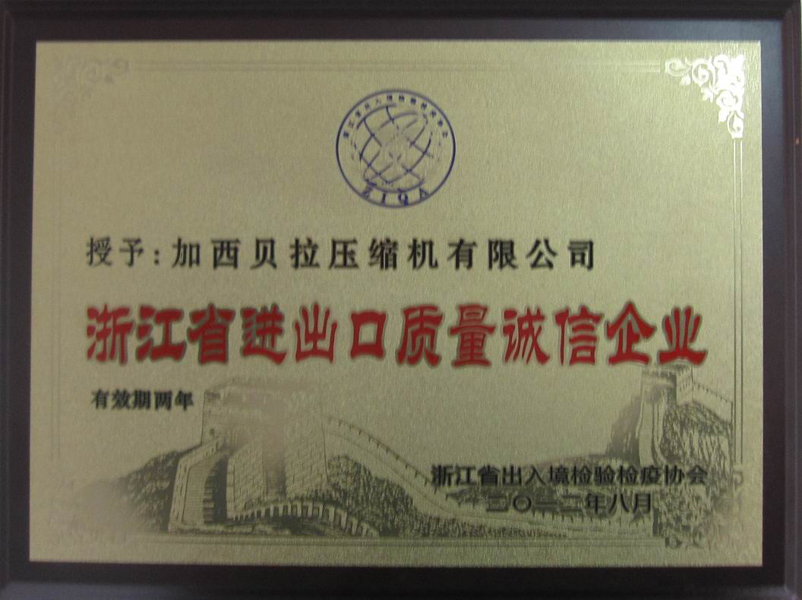 ZIQA
授予:加西贝拉压缩机有限公司
浙江省进出口质量诚信企业
有效期两年
浙江省出入境检验检疫协会
二〇一二年八月